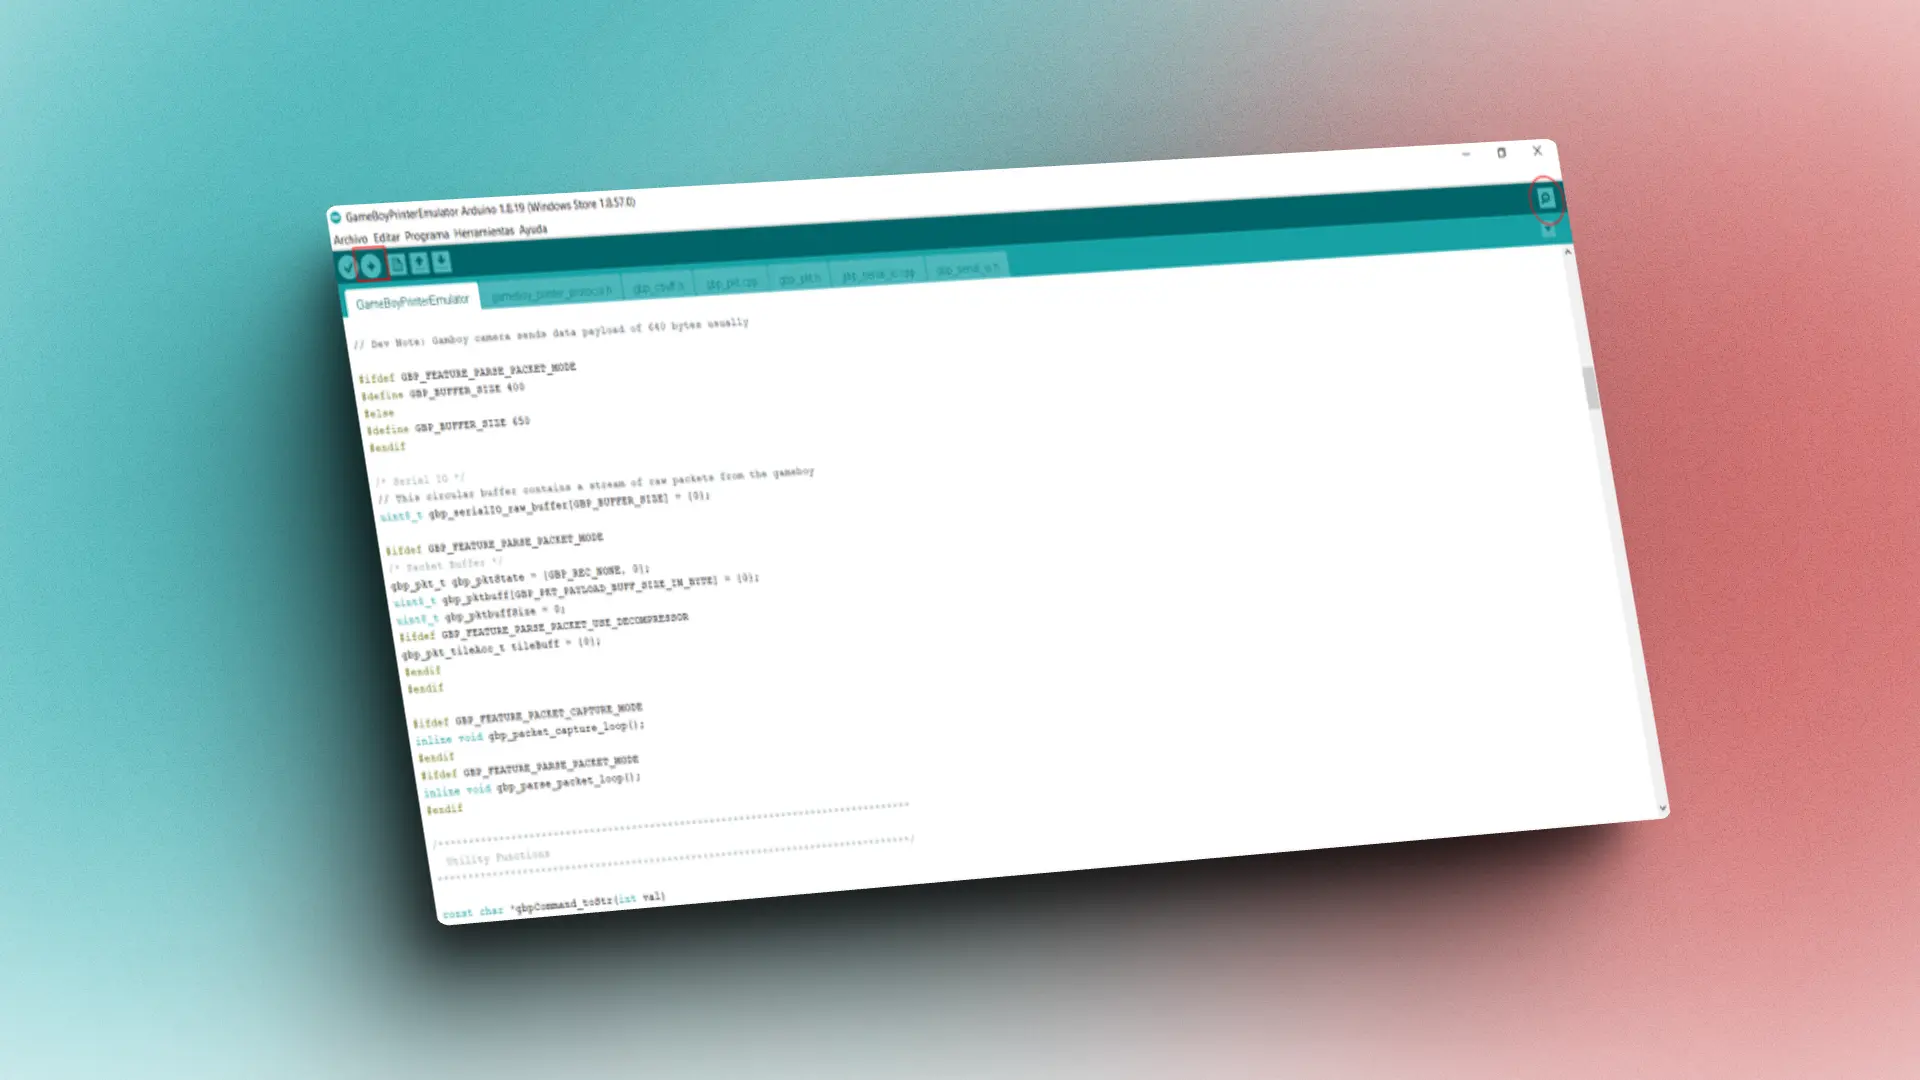 GameBoyPrinterEmulator Arduino 1.8.19 (Windows Store 1.8.57.0)
Archivo Editar Programa Herramientas Ayuda
GameBoyPrinterEmulator gameboy_printer_protocol.h gbp_cbuff.h gbp_pkt.cpp gbp_pkt.h gbp_serial_io.cpp gbp_serial_io.h
// Dev Note: Gamboy camera sends data payload of 640 bytes usually
#ifdef GBP_FEATURE_PARSE_PACKET_MODE
#define GBP_BUFFER_SIZE 400
#else
#define GBP_BUFFER_SIZE 650
#endif
/* Serial IO */
// This circular buffer contains a stream of raw packets from the gameboy
uint8_t gbp_serialIO_raw_buffer[GBP_BUFFER_SIZE] = {0};
#ifdef GBP_FEATURE_PARSE_PACKET_MODE
/* Packet Buffer */
gbp_pkt_t gbp_pktState = {GBP_REC_NONE, 0};
uint8_t gbp_pktbuff[GBP_PKT_PAYLOAD_BUFF_SIZE_IN_BYTE] = {0};
uint8_t gbp_pktbuffSize = 0;
#ifdef GBP_FEATURE_PARSE_PACKET_USE_DECOMPRESSOR
gbp_pkt_tileAcc_t tileBuff = {0};
#endif
#endif
#ifdef GBP_FEATURE_PACKET_CAPTURE_MODE
inline void gbp_packet_capture_loop();
#endif
#ifdef GBP_FEATURE_PARSE_PACKET_MODE
inline void gbp_parse_packet_loop();
#endif
/*******************************************************************************
Utility Functions
*******************************************************************************/
const char *gbpCommand_toStr(int val)